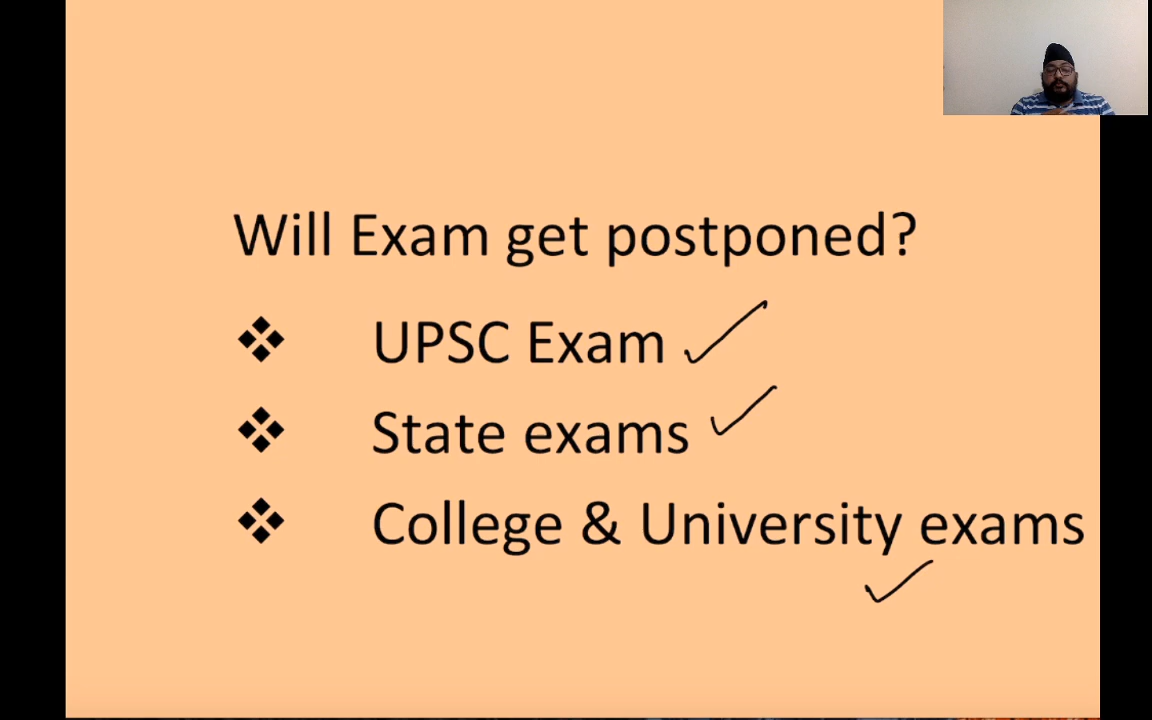 Will Exam get postponed?
❖ UPSC Exam ✓
❖ State exams ✓
❖ College & University exams
✓